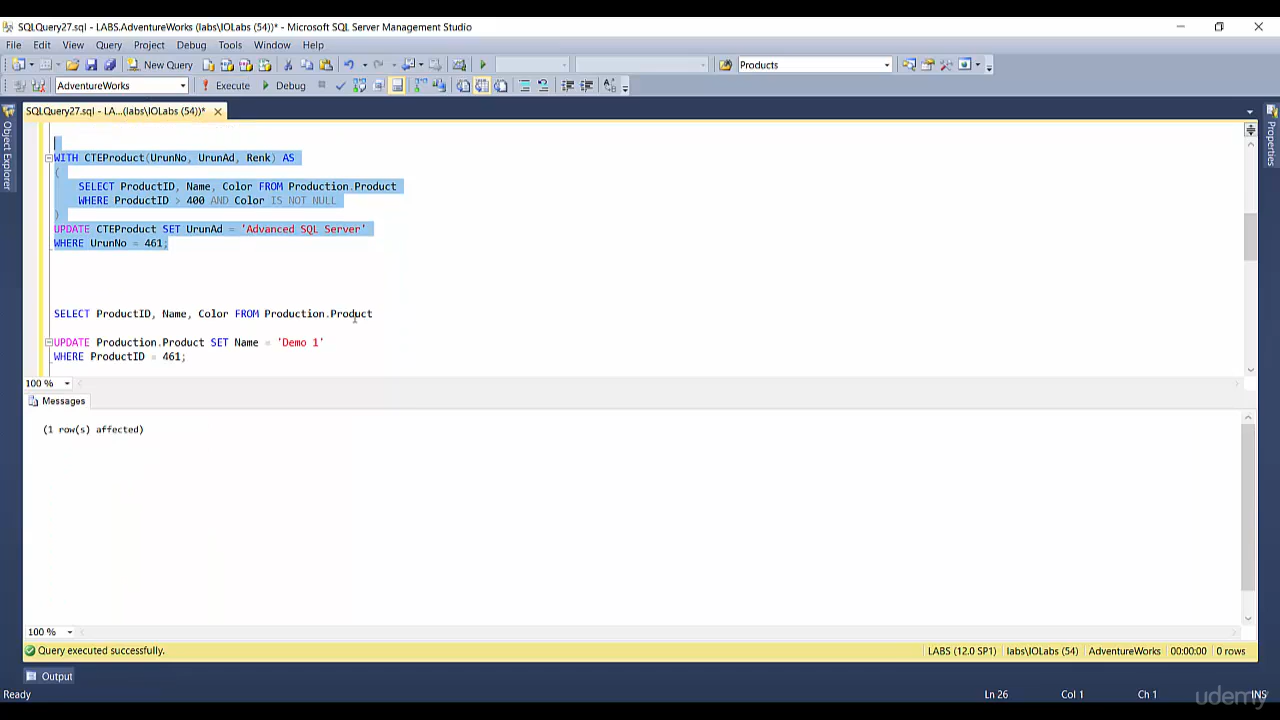 SQLQuery27.sql - LABS.AdventureWorks (labs\IOLabs (54))* - Microsoft SQL Server Management Studio
File Edit View Query Project Debug Tools Window Help
New Query Products
AdventureWorks Execute Debug
SQLQuery27.sql - LA...(labs\IOLabs (54))*
Object Explorer
Properties
WITH CTEProduct(UrunNo, UrunAd, Renk) AS
(
SELECT ProductID, Name, Color FROM Production.Product
WHERE ProductID > 400 AND Color IS NOT NULL
)
UPDATE CTEProduct SET UrunAd = 'Advanced SQL Server'
WHERE UrunNo = 461;
SELECT ProductID, Name, Color FROM Production.Product
UPDATE Production.Product SET Name = 'Demo 1'
WHERE ProductID = 461;
100 %
Messages
(1 row(s) affected)
100 %
Query executed successfully. LABS (12.0 SP1) labs\IOLabs (54) AdventureWorks 00:00:00 0 rows
Output
Ready Ln 26 Col 1 Ch 1 INS
udemy